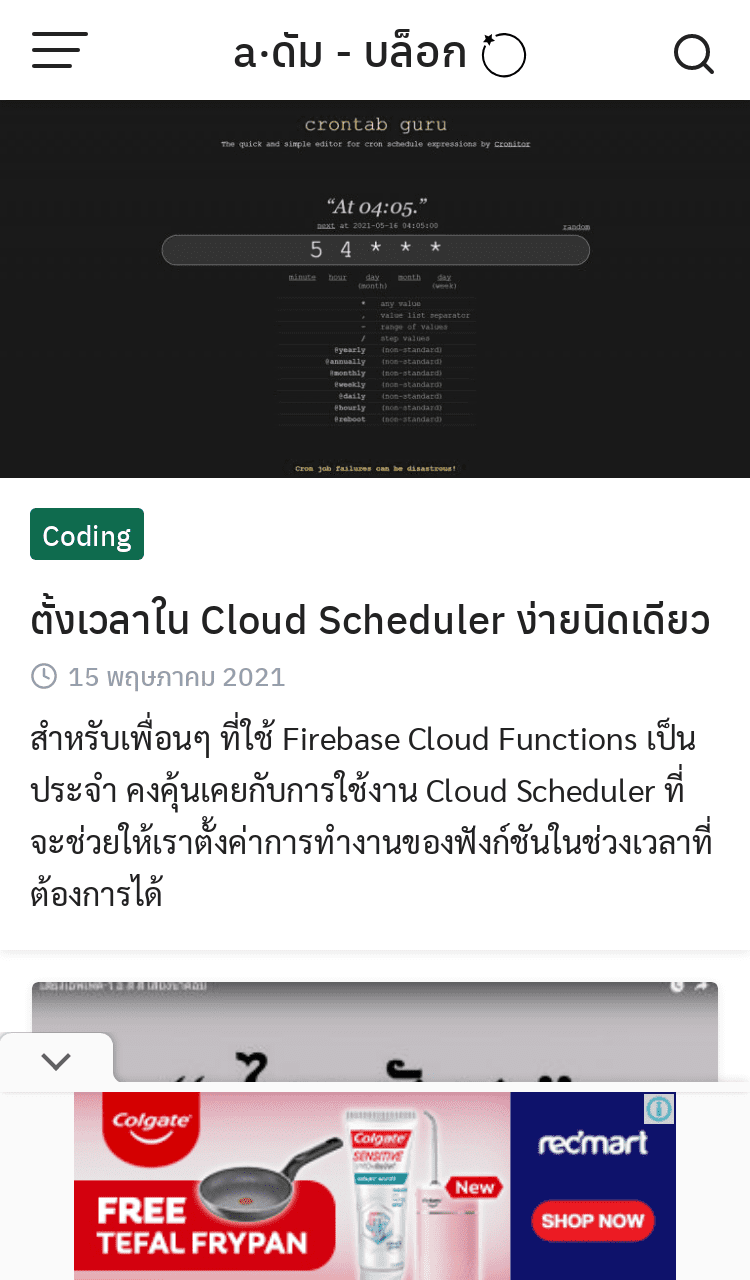 a·ดัม - บล็อก
crontab guru
The quick and simple editor for cron schedule expressions by Cronitor
“At 04:05.”
next at 2021-05-16 04:05:00
random
5 4 * * *
minute hour day (month) month day (week)
* any value
, value list separator
- range of values
/ step values
@yearly (non-standard)
@annually (non-standard)
@monthly (non-standard)
@weekly (non-standard)
@daily (non-standard)
@hourly (non-standard)
@reboot (non-standard)
Cron job failures can be disastrous!
Coding
ตั้งเวลาใน Cloud Scheduler ง่ายนิดเดียว
15 พฤษภาคม 2021
สำหรับเพื่อนๆ ที่ใช้ Firebase Cloud Functions เป็น
ประจำ คงคุ้นเคยกับการใช้งาน Cloud Scheduler ที่
จะช่วยให้เราตั้งค่าการทำงานของฟังก์ชันในช่วงเวลาที่
ต้องการได้
Colgate
FREE
TEFAL FRYPAN
Colgate
SENSITIVE
New
redmart
SHOP NOW